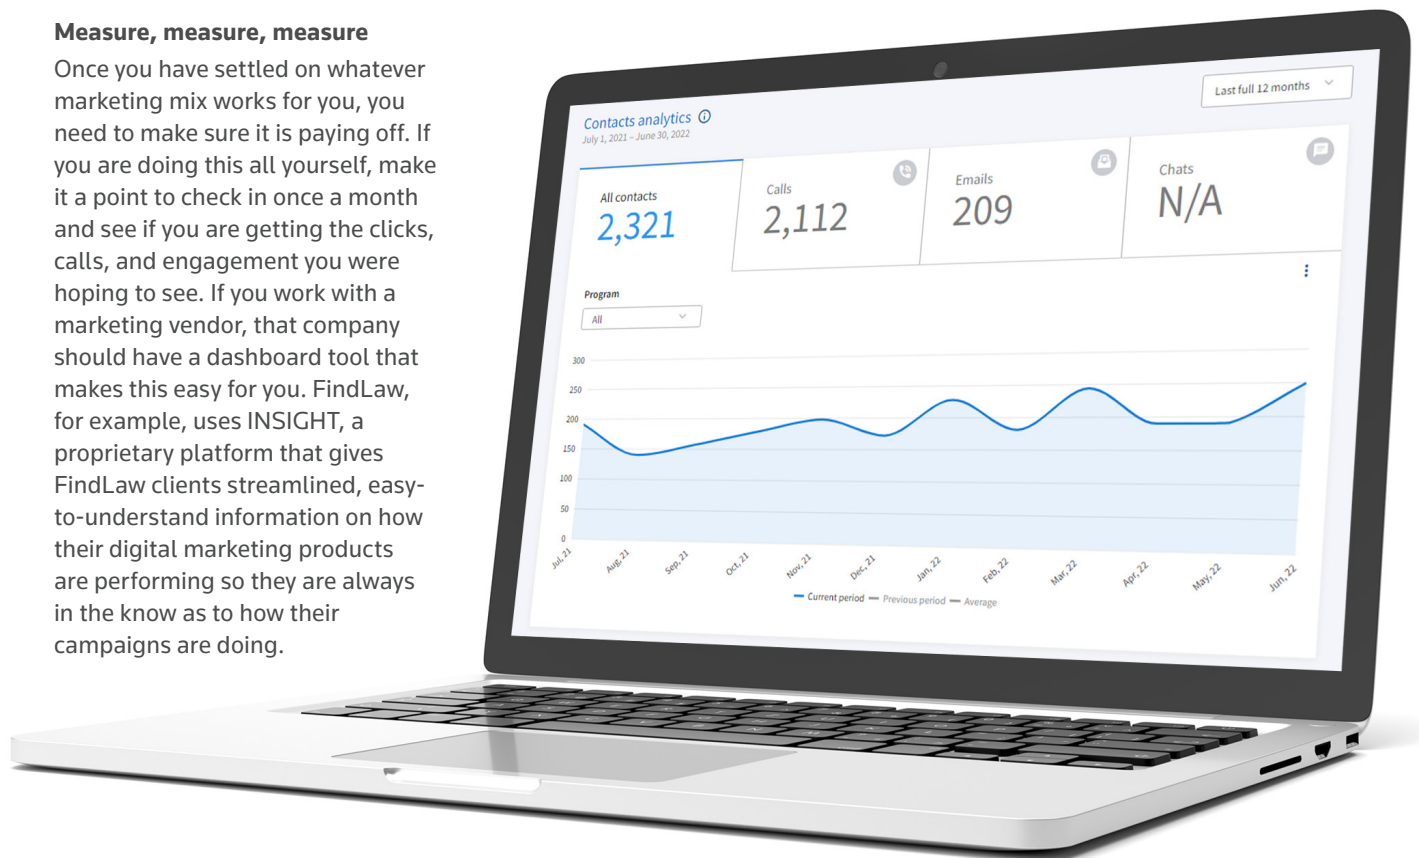 Measure, measure, measure
Once you have settled on whatever
marketing mix works for you, you
need to make sure it is paying off. If
you are doing this all yourself, make
it a point to check in once a month
and see if you are getting the clicks,
calls, and engagement you were
hoping to see. If you work with a
marketing vendor, that company
should have a dashboard tool that
makes this easy for you. FindLaw,
for example, uses INSIGHT, a
proprietary platform that gives
FindLaw clients streamlined, easy-
to-understand information on how
their digital marketing products
are performing so they are always
in the know as to how their
campaigns are doing.
Contacts analytics
July 1, 2021 – June 30, 2022
Last full 12 months
All contacts
2,321
Calls
2,112
Emails
209
Chats
N/A
Program
All
300
250
200
150
100
50
0
Jul, 21
Aug, 21
Sep, 21
Oct, 21
Nov, 21
Dec, 21
Jan, 22
Feb, 22
Mar, 22
Apr, 22
May, 22
Jun, 22
Current period
Previous period
Average